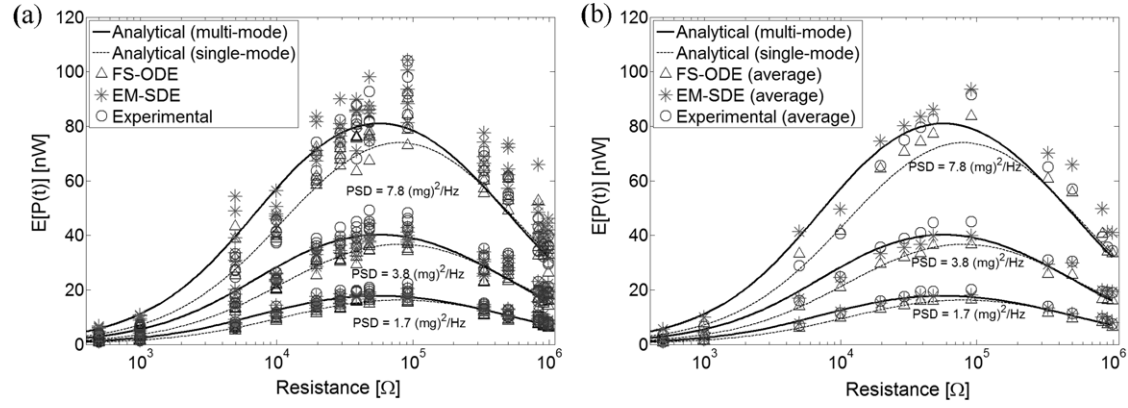 (a)
120
100
80
60
40
20
0
E[P(t)] [nW]
Analytical (multi-mode)
Analytical (single-mode)
FS-ODE
EM-SDE
Experimental
PSD = 7.8 (mg)²/Hz
PSD = 3.8 (mg)²/Hz
PSD = 1.7 (mg)²/Hz
10³ 10⁴ 10⁵ 10⁶
Resistance [Ω]
(b)
120
100
80
60
40
20
0
E[P(t)] [nW]
Analytical (multi-mode)
Analytical (single-mode)
FS-ODE (average)
EM-SDE (average)
Experimental (average)
PSD = 7.8 (mg)²/Hz
PSD = 3.8 (mg)²/Hz
PSD = 1.7 (mg)²/Hz
10³ 10⁴ 10⁵ 10⁶
Resistance [Ω]